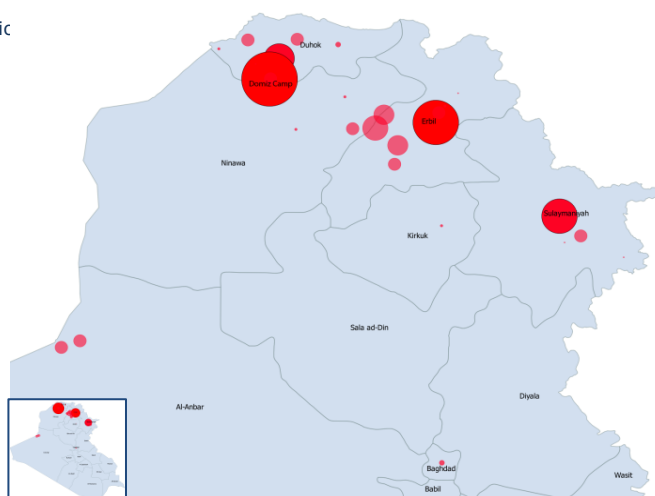 ic
Duhok
Domiz Camp
Erbil
Ninawa
Sulaymaniyah
Kirkuk
Sala ad-Din
Diyala
Al-Anbar
Baghdad
Wasit
Babil